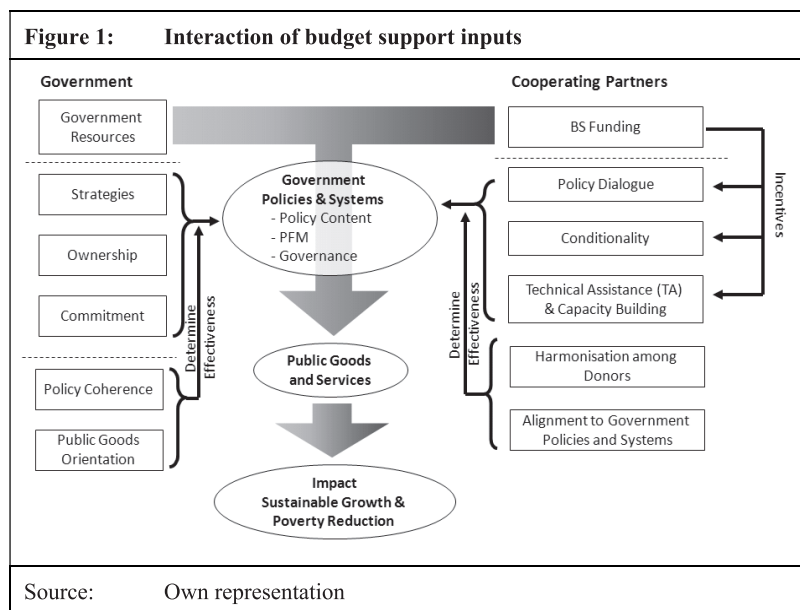 Figure 1: Interaction of budget support inputs
Government
Cooperating Partners
Government
Resources
BS Funding
Strategies
Ownership
Commitment
Policy Coherence
Public Goods
Orientation
Determine
Effectiveness
Government
Policies & Systems
- Policy Content
- PFM
- Governance
Public Goods
and Services
Impact
Sustainable Growth &
Poverty Reduction
Determine
Effectiveness
Policy Dialogue
Conditionality
Technical Assistance (TA)
& Capacity Building
Incentives
Harmonisation among
Donors
Alignment to Government
Policies and Systems
Source: Own representation